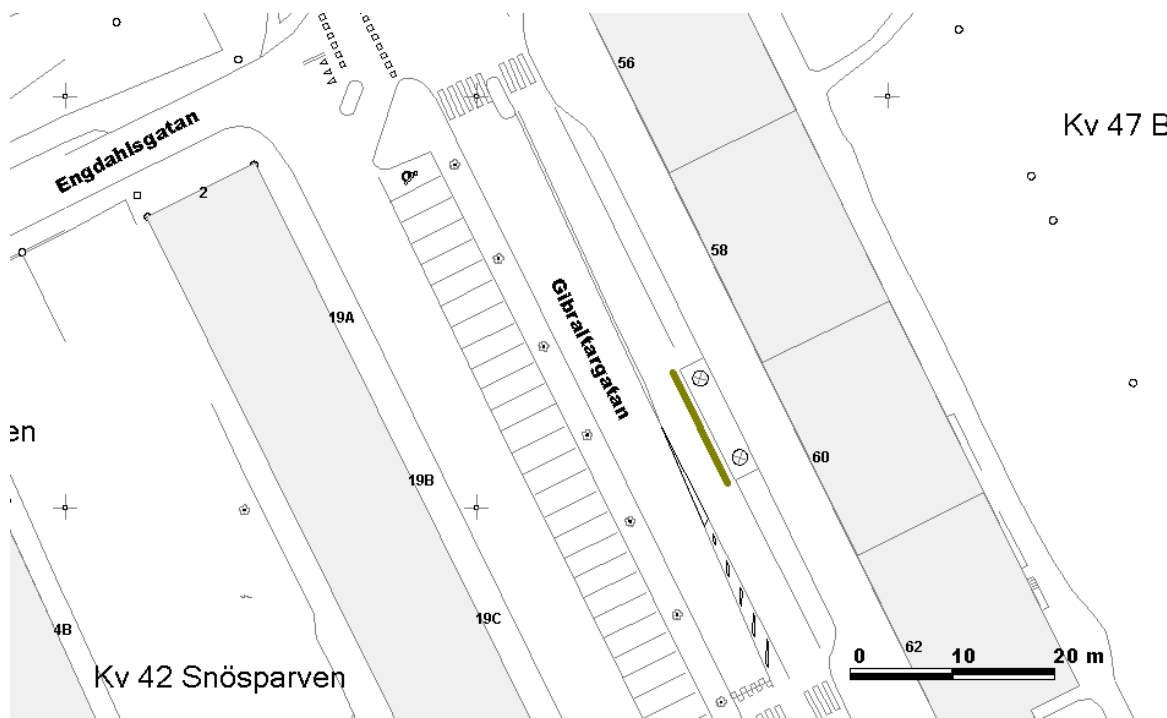 56
Kv 47 B
Engdahlsgatan
2
58
19A
Gibraltargatan
en
60
19B
19C
4B
62
0 10 20 m
Kv 42 Snösparven